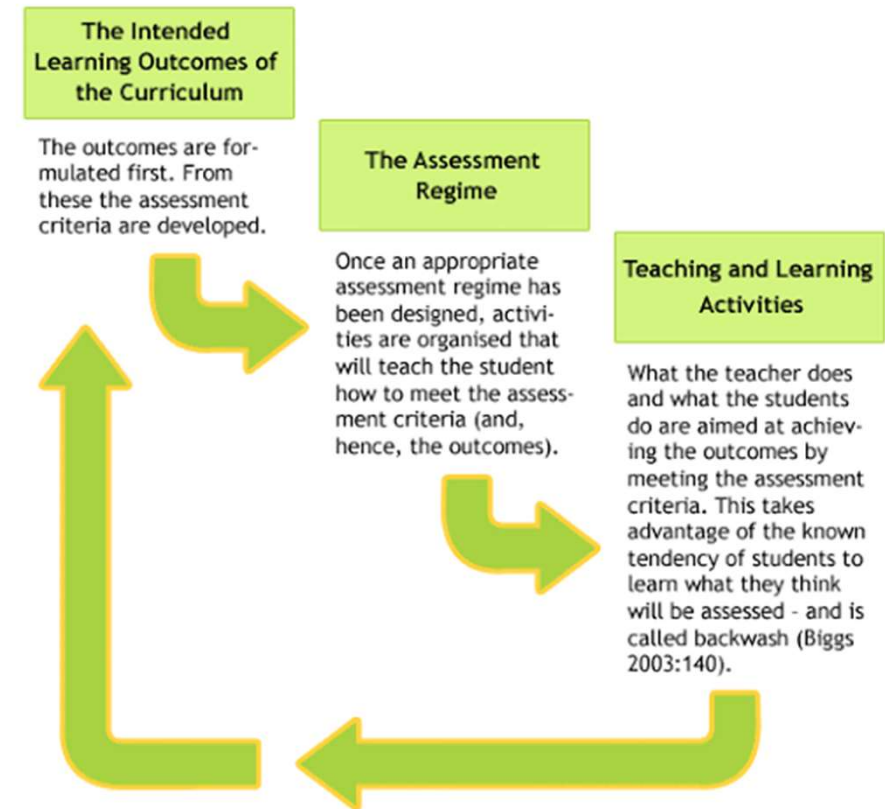 The Intended
Learning Outcomes of
the Curriculum
The outcomes are for-
mulated first. From
these the assessment
criteria are developed.
The Assessment
Regime
Once an appropriate
assessment regime has
been designed, activi-
ties are organised that
will teach the student
how to meet the assess-
ment criteria (and,
hence, the outcomes).
Teaching and Learning
Activities
What the teacher does
and what the students
do are aimed at achiev-
ing the outcomes by
meeting the assessment
criteria. This takes
advantage of the known
tendency of students to
learn what they think
will be assessed - and is
called backwash (Biggs
2003:140).